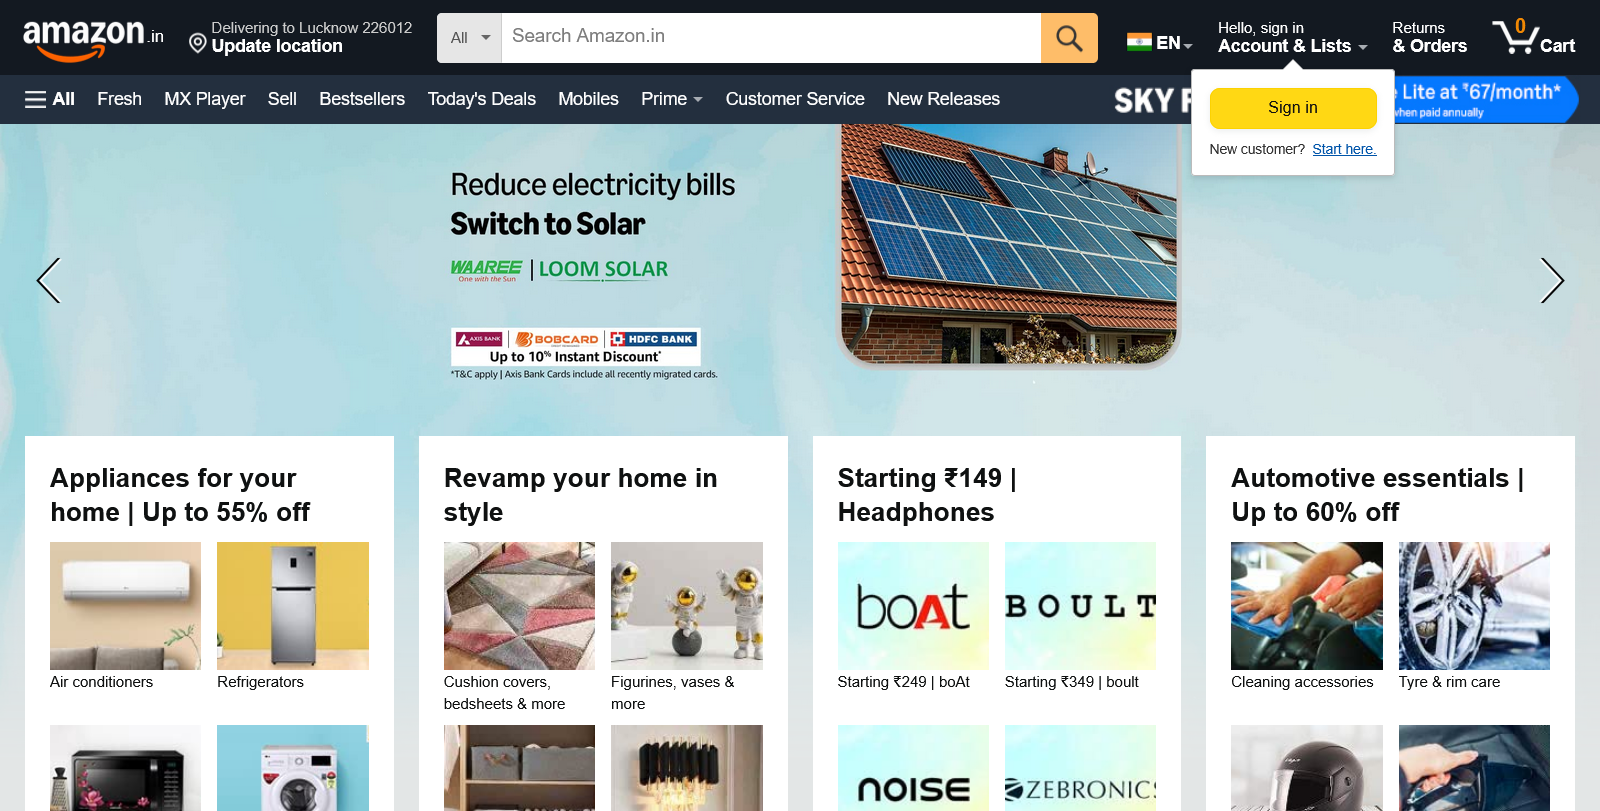 amazon.in
Delivering to Lucknow 226012
Update location
All
Search Amazon.in
EN
Hello, sign in
Account & Lists
Returns
& Orders
0
Cart
All
Fresh
MX Player
Sell
Bestsellers
Today's Deals
Mobiles
Prime
Customer Service
New Releases
SKY F
Lite at ₹67/month*
when paid annually
Sign in
New customer? Start here.
Reduce electricity bills
Switch to Solar
WAAREE
One with the Sun
LOOM SOLAR
AXIS BANK
BOBCARD
HDFC BANK
Up to 10% Instant Discount*
*T&C apply | Axis Bank Cards include all recently migrated cards.
Appliances for your
home | Up to 55% off
Air conditioners
Refrigerators
Revamp your home in
style
Cushion covers,
bedsheets & more
Figurines, vases &
more
Starting ₹149 |
Headphones
boAt
BOULT
Starting ₹249 | boAt
Starting ₹349 | boult
NOISE
ZEBRONICS
Automotive essentials |
Up to 60% off
Cleaning accessories
Tyre & rim care